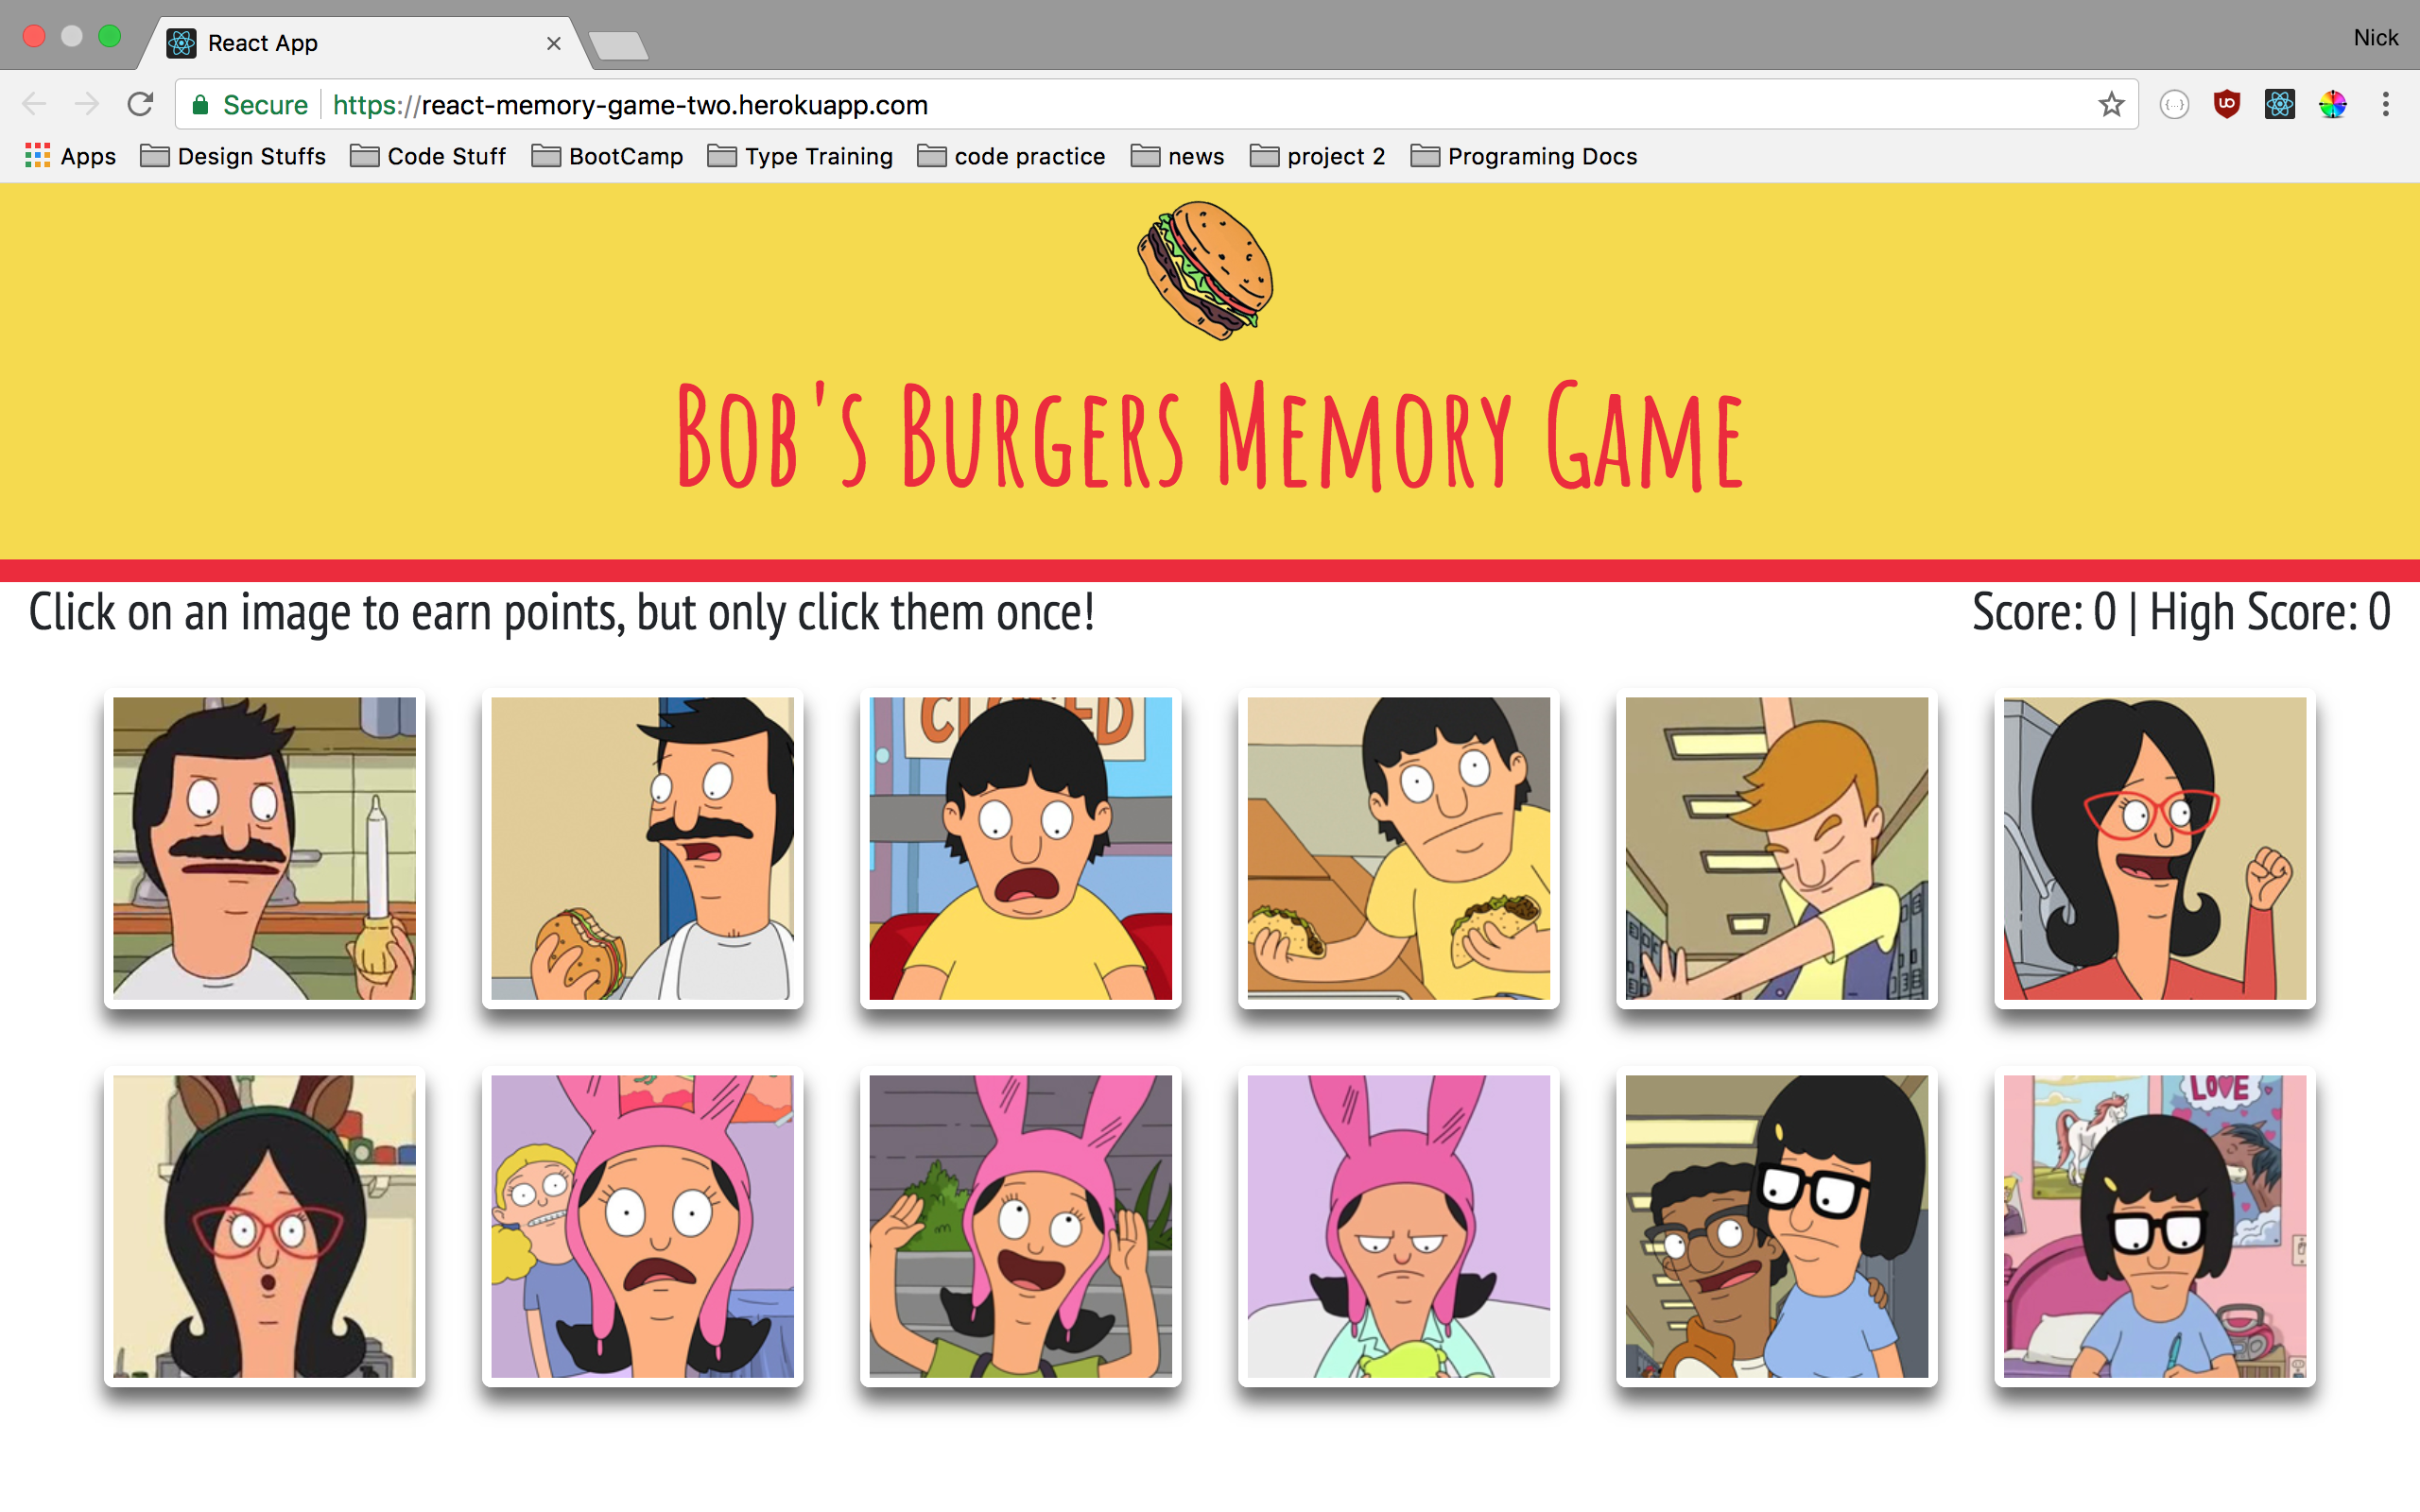 React App
Nick
Secure https://react-memory-game-two.herokuapp.com
Apps Design Stuffs Code Stuff BootCamp Type Training code practice news project 2 Programing Docs
Bob's Burgers Memory Game
Click on an image to earn points, but only click them once! Score: 0 | High Score: 0
LOVE